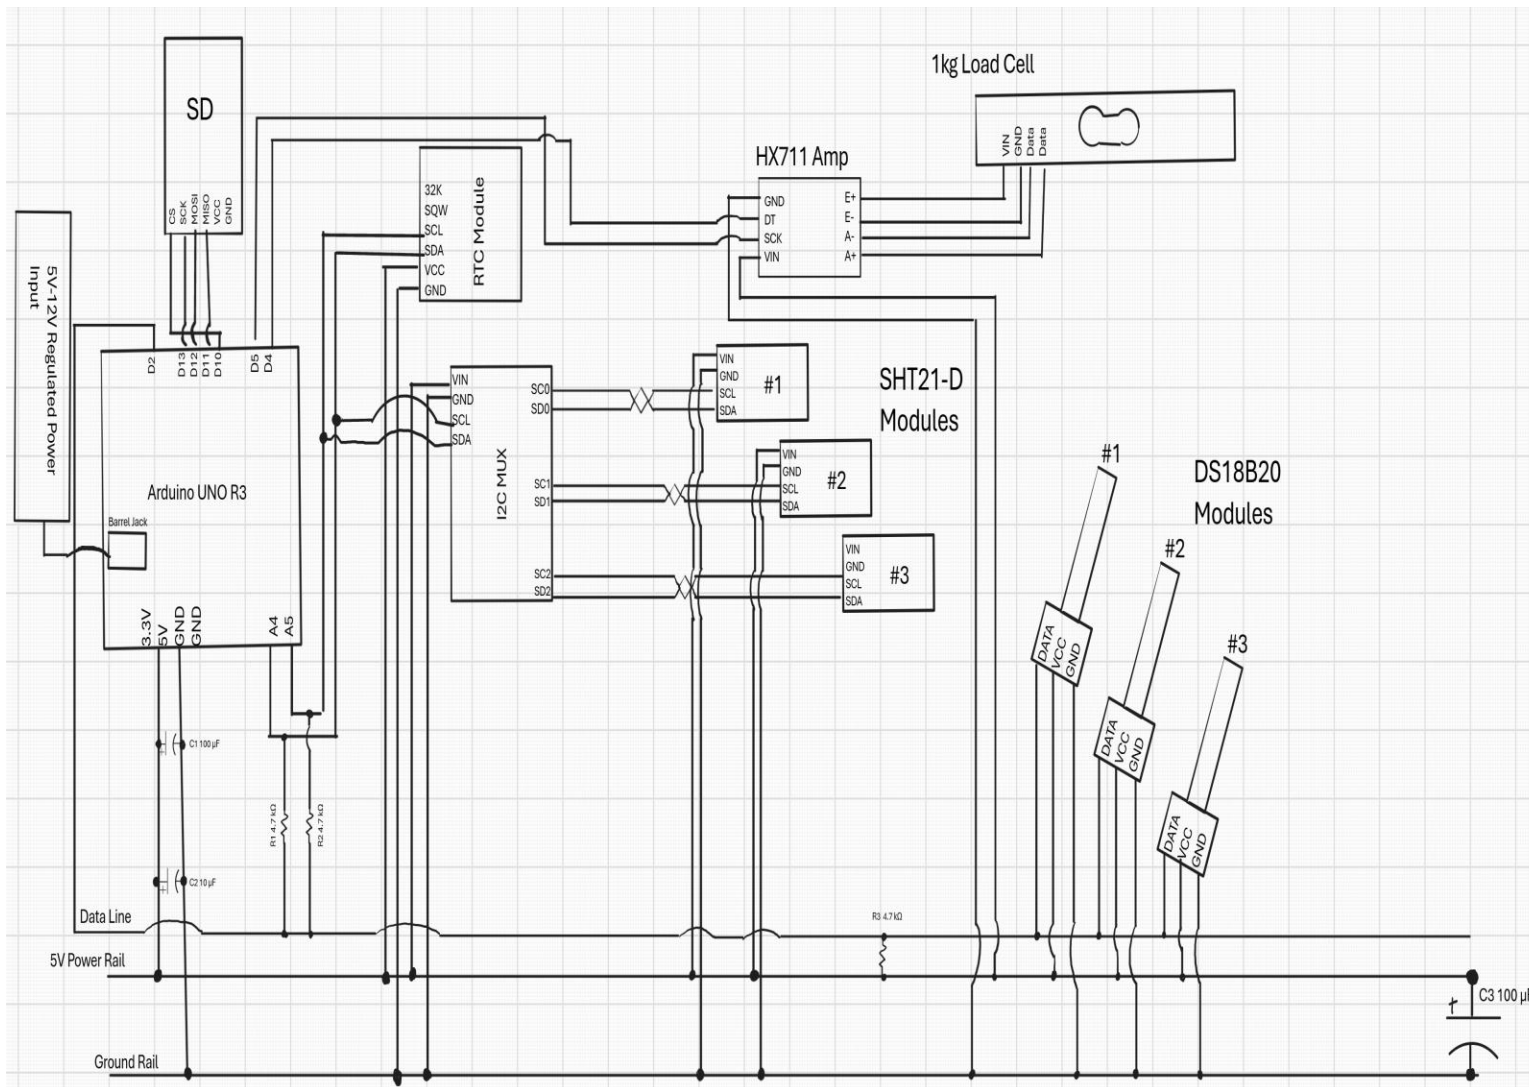 1kg Load Cell
VIN
GND
Data
Data
SD
CS
SCK
MOSI
MISO
VCC
GND
HX711 Amp
GND
DT
SCK
VIN
E+
E-
A-
A+
RTC Module
32K
SQW
SCL
SDA
VCC
GND
5V-12V Regulated Power
Input
D2
D13
D12
D11
D10
D5
D4
Arduino UNO R3
Barrel Jack
3.3V
5V
GND
GND
A4
A5
I2C MUX
VIN
GND
SCL
SDA
SC0
SD0
SC1
SD1
SC2
SD2
VIN
GND
SCL
SDA
#1
SHT21-D
Modules
VIN
GND
SCL
SDA
#2
VIN
GND
SCL
SDA
#3
DS18B20
Modules
#1
DATA
VCC
GND
#2
DATA
VCC
GND
#3
DATA
VCC
GND
C1 100 µF
R1 4.7 kΩ
R2 4.7 kΩ
C2 10 µF
Data Line
R3 4.7kΩ
5V Power Rail
+
C3 100 µF
Ground Rail